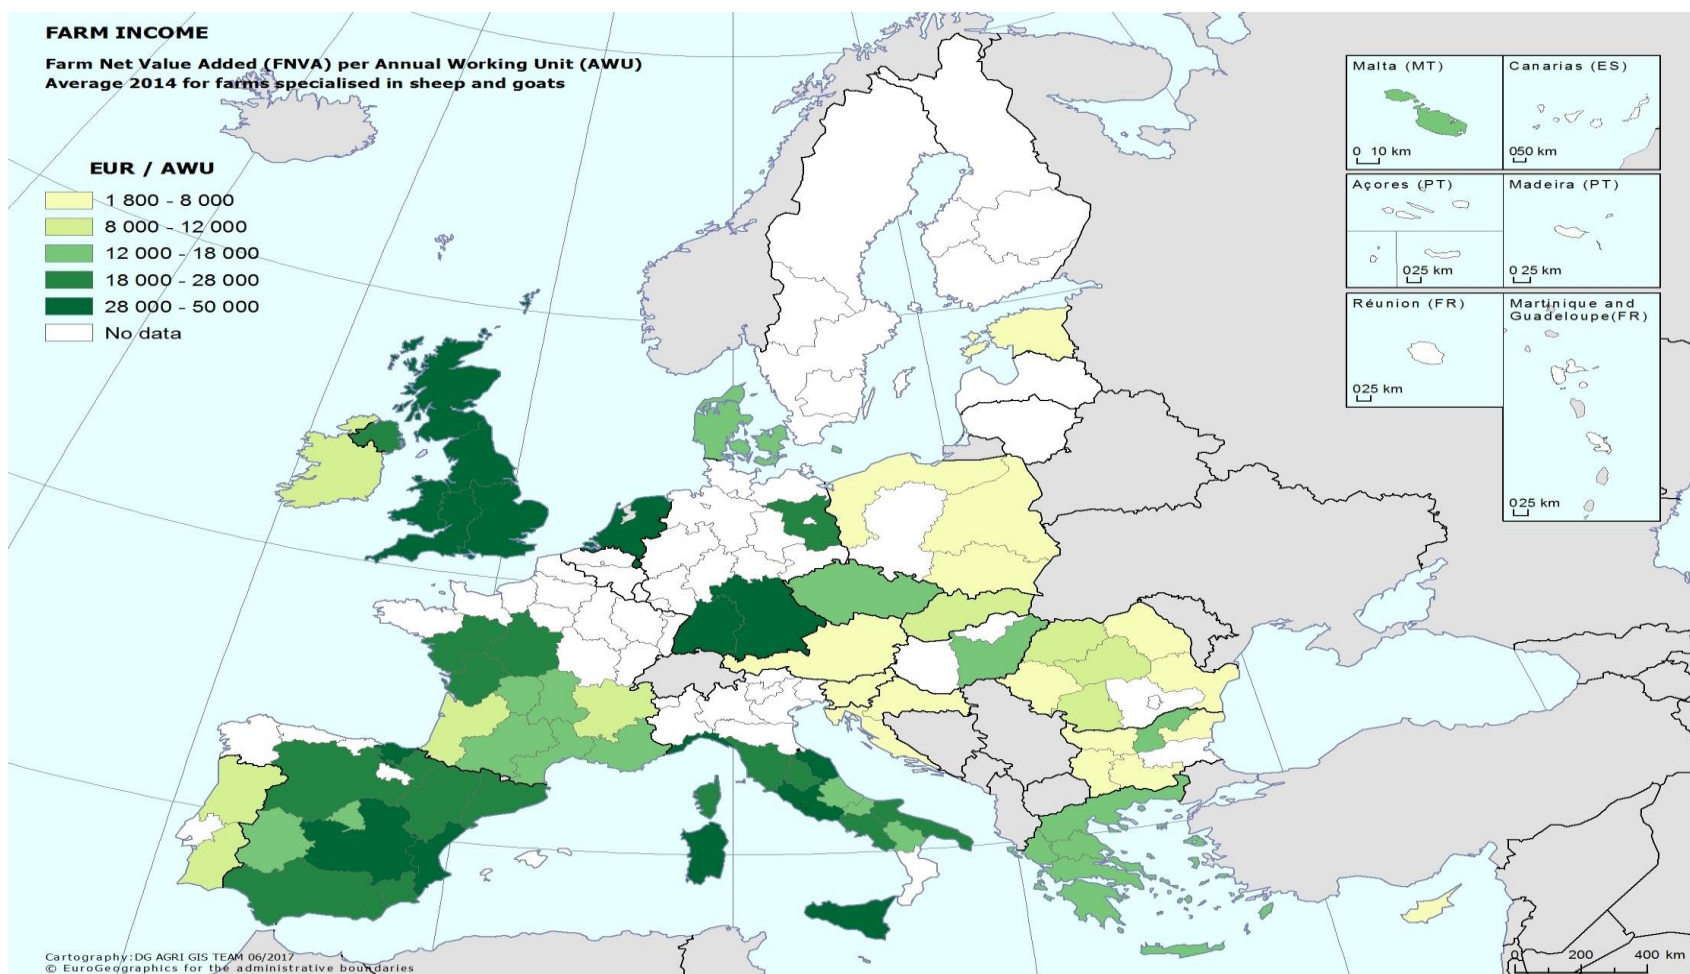 FARM INCOME
Farm Net Value Added (FNVA) per Annual Working Unit (AWU)
Average 2014 for farms specialised in sheep and goats
EUR / AWU
1 800 - 8 000
8 000 - 12 000
12 000 - 18 000
18 000 - 28 000
28 000 - 50 000
No data
Malta (MT)
0 10 km
Canarias (ES)
050 km
Açores (PT)
025 km
Madeira (PT)
0 25 km
Réunion (FR)
025 km
Martinique and
Guadeloupe(FR)
025 km
0 200 400 km
Cartography:DG AGRI GIS TEAM 06/2017
© EuroGeographics for the administrative boundaries